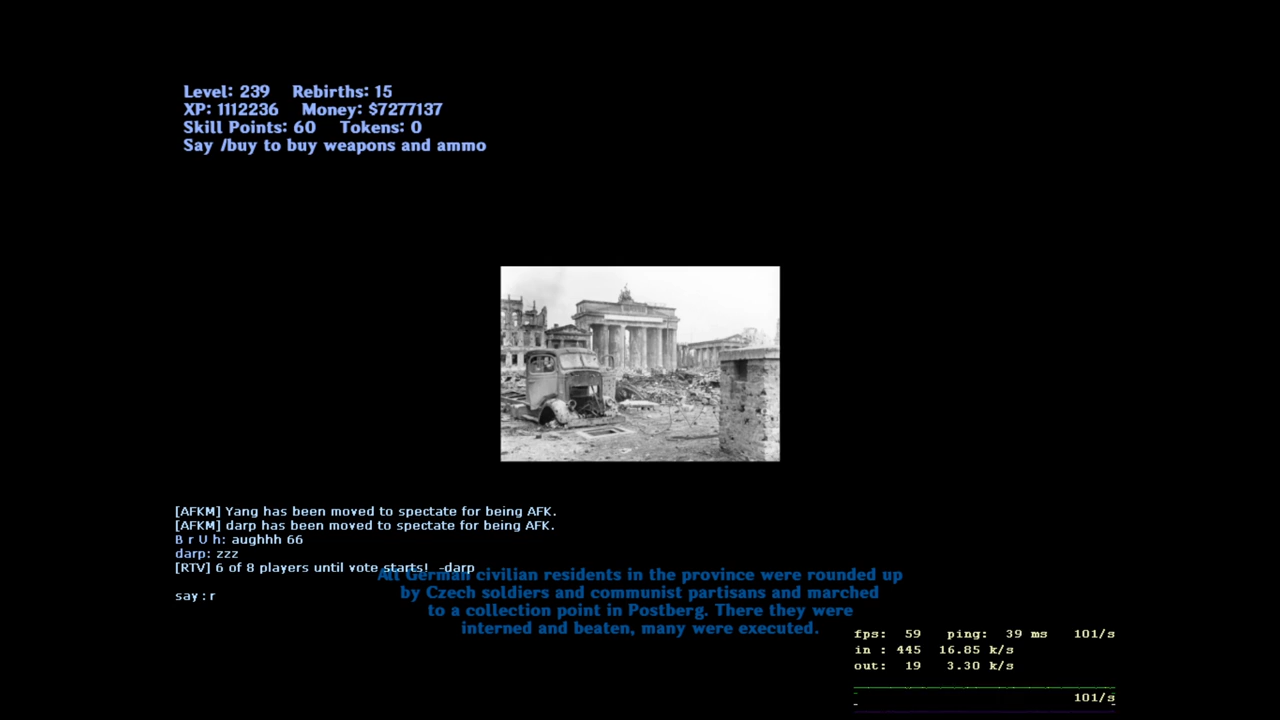 Level: 239 Rebirths: 15
XP: 1112236 Money: $7277137
Skill Points: 60 Tokens: 0
Say /buy to buy weapons and ammo
[AFKM] Yang has been moved to spectate for being AFK.
[AFKM] darp has been moved to spectate for being AFK.
B r U h: aughhh 66
darp: zzz
[RTV] 6 of 8 players until vote starts! -darp
All German civilian residents in the province were rounded up
by Czech soldiers and communist partisans and marched
to a collection point in Postberg. There they were
interned and beaten, many were executed.
say : r
fps: 59 ping: 39 ms 101/s
in : 445 16.85 k/s
out: 19 3.30 k/s
101/s